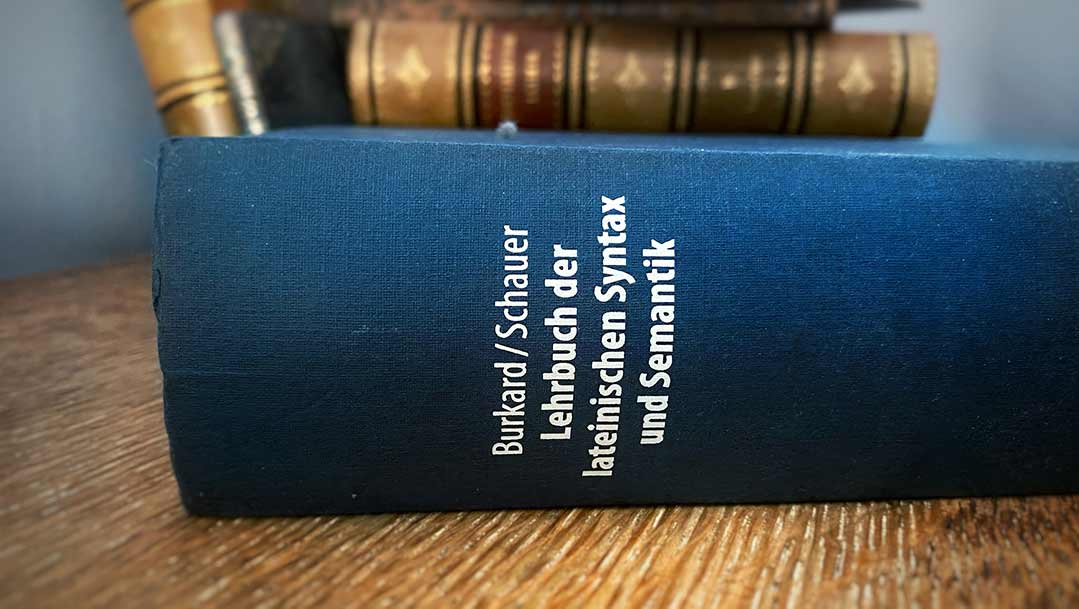 Burkard / Schauer
Lehrbuch der
lateinischen Syntax
und Semantik